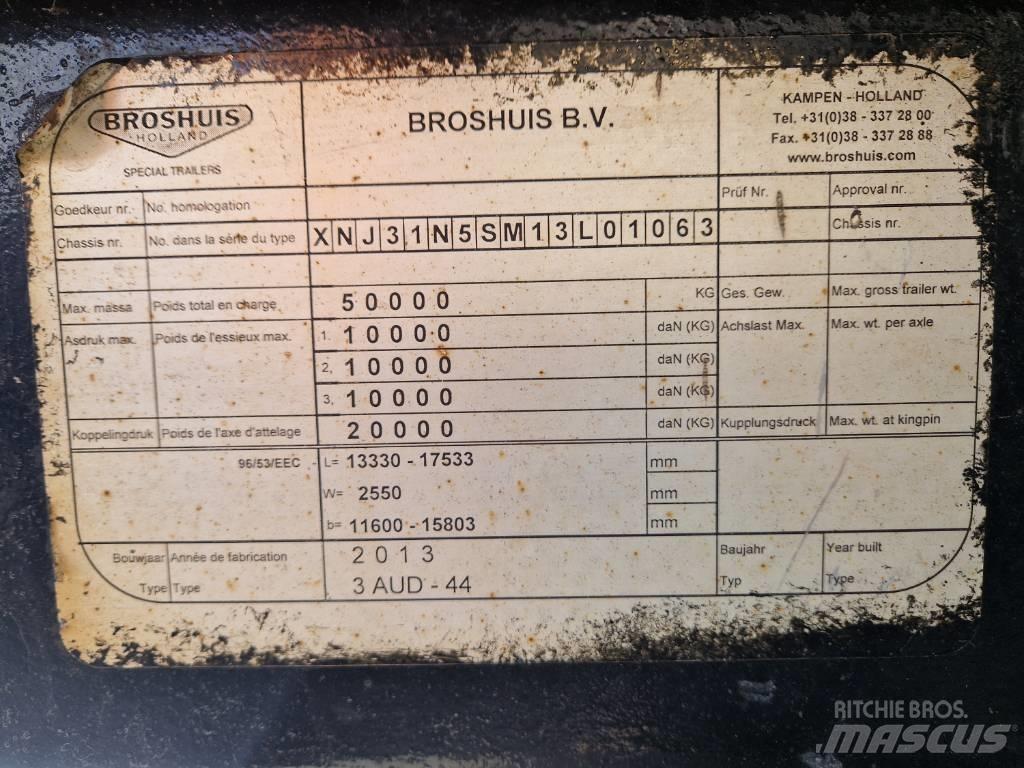 BROSHUIS
HOLLAND
SPECIAL TRAILERS
BROSHUIS B.V.
KAMPEN - HOLLAND
Tel. +31(0)38 - 337 28 00
Fax. +31(0)38 - 337 28 88
www.broshuis.com
Goedkeur nr. No. homologation Prüf Nr. Approval nr.
Chassis nr. No. dans la série du type XNJ31N5SM13L01063 Chassis nr.
Max. massa Poids total en charge 50000 KG Ges. Gew. Max. gross trailer wt.
Asdruk max. Poids de l'essieux max. 1. 10000 daN (KG) Achslast Max. Max. wt. per axle
2, 10000 daN (KG)
3, 10000 daN (KG)
Koppelingdruk Poids de l'axe d'attelage 20000 daN (KG) Kupplungsdruck Max. wt. at kingpin
96/53/EEC L= 13330 - 17533 mm
W= 2550 mm
b= 11600 - 15803 mm
Bouwjaar Année de fabrication 2013 Baujahr Year built
Type Type 3 AUD - 44 Typ Type
RITCHIE BROS.
MASCUS